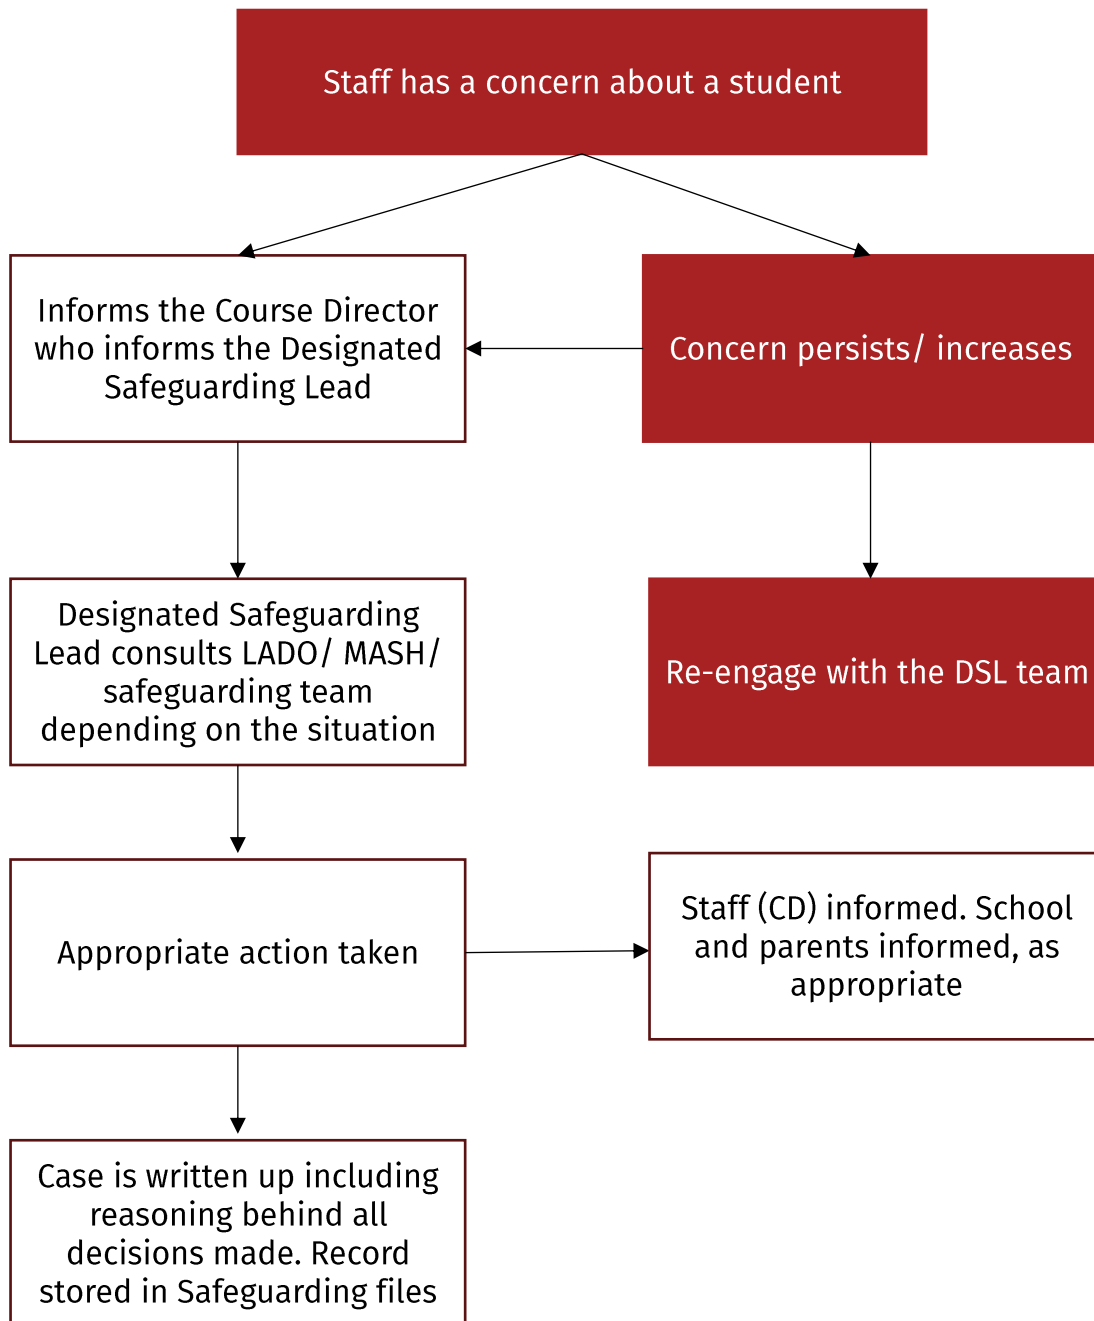 Staff has a concern about a student
Informs the Course Director
who informs the Designated
Safeguarding Lead
Concern persists/ increases
Designated Safeguarding
Lead consults LADO/ MASH/
safeguarding team
depending on the situation
Re-engage with the DSL team
Appropriate action taken
Staff (CD) informed. School
and parents informed, as
appropriate
Case is written up including
reasoning behind all
decisions made. Record
stored in Safeguarding files